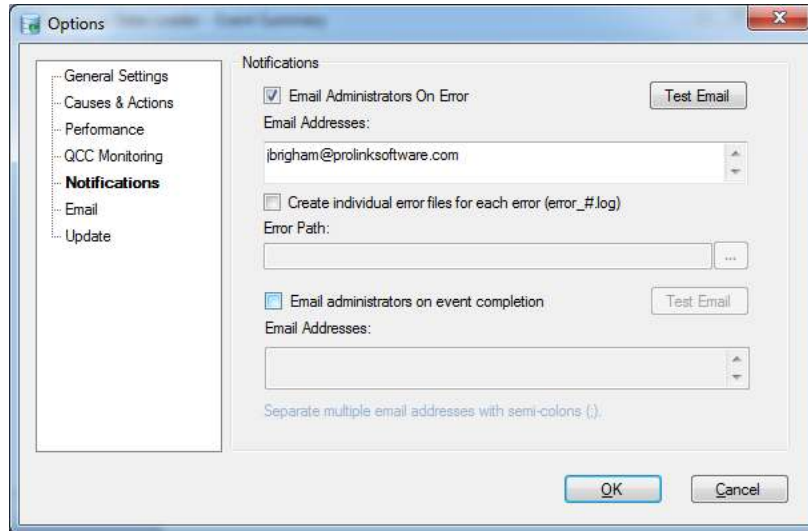 Options
General Settings
Causes & Actions
Performance
QCC Monitoring
Notifications
Email
Update
Notifications
Email Administrators On Error
Test Email
Email Addresses:
jbrigham@prolinksoftware.com
Create individual error files for each error (error_#.log)
Error Path:
...
Email administrators on event completion
Test Email
Email Addresses:
Separate multiple email addresses with semi-colons (;).
OK
Cancel